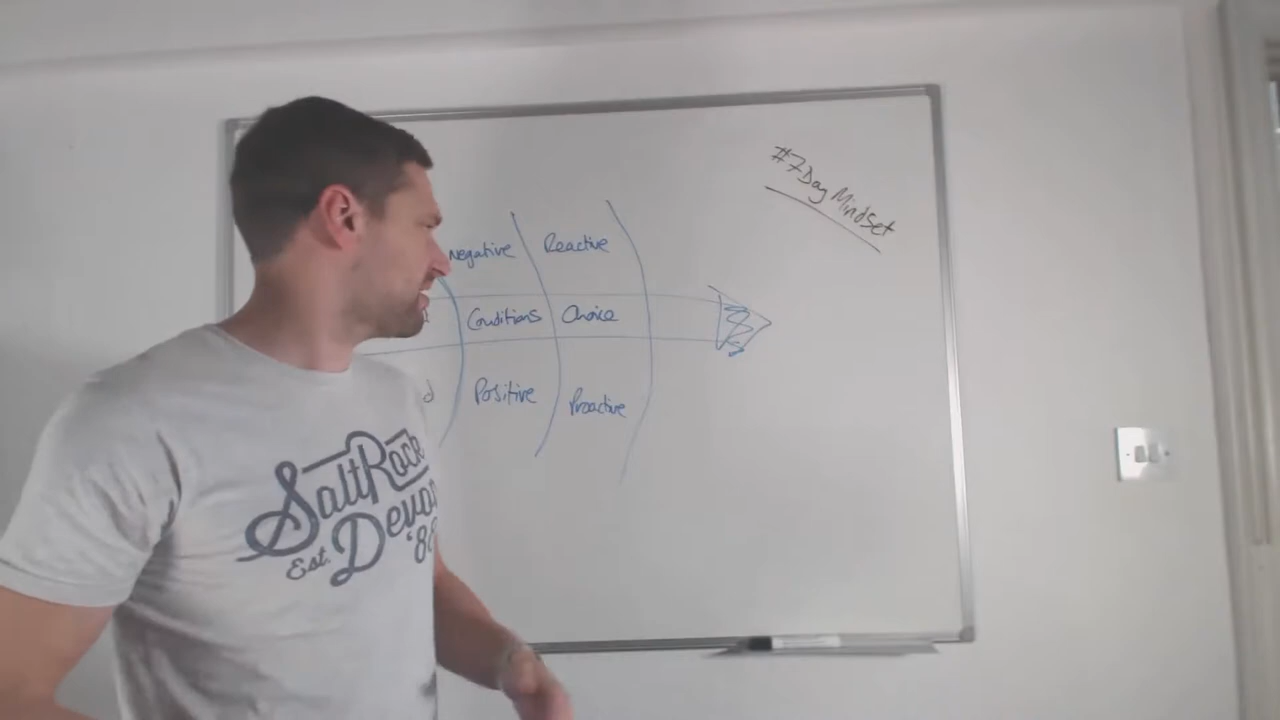 #7DayMindset
Negative Reactive
Conditions Choice
d Positive Proactive
SaltRock
Devon
Est. '88